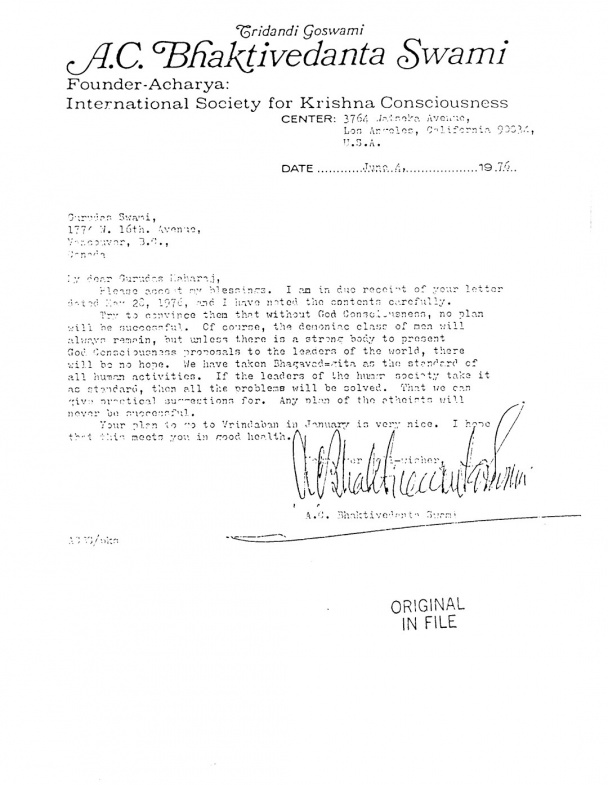 Tridandi Goswami
A.C. Bhaktivedanta Swami
Founder-Acharya:
International Society for Krishna Consciousness
CENTER: 3764 Watseka Avenue,
Los Angeles, California 90034,
U.S.A.
DATE ............June 4,...................1976..
Gurudas Swami,
1774 W. 16th. Avenue,
Vancouver, B.C.,
Canada
My dear Gurudas Maharaj,
Please accept my blessings. I am in due receipt of your letter
dated May 28, 1976, and I have noted the contents carefully.
Try to convince them that without God Consciousness, no plan
will be successful. Of course, the demoniac class of men will
always remain, but unless there is a strong body to present
God Consciousness proposals to the leaders of the world, there
will be no hope. We have taken Bhagavad=gita as the standard of
all human activities. If the leaders of the human society take it
as standard, then all the problems will be solved. That we can
give practical suggestions for. Any plan of the atheists will
never be successful.
Your plan to go to Vrindaban in January is very nice. I hope
that this meets you in good health.
ever well-wisher,
ACBhaktivedanta Swami
A.C. Bhaktivedanta Swami
ORIGINAL
IN FILE